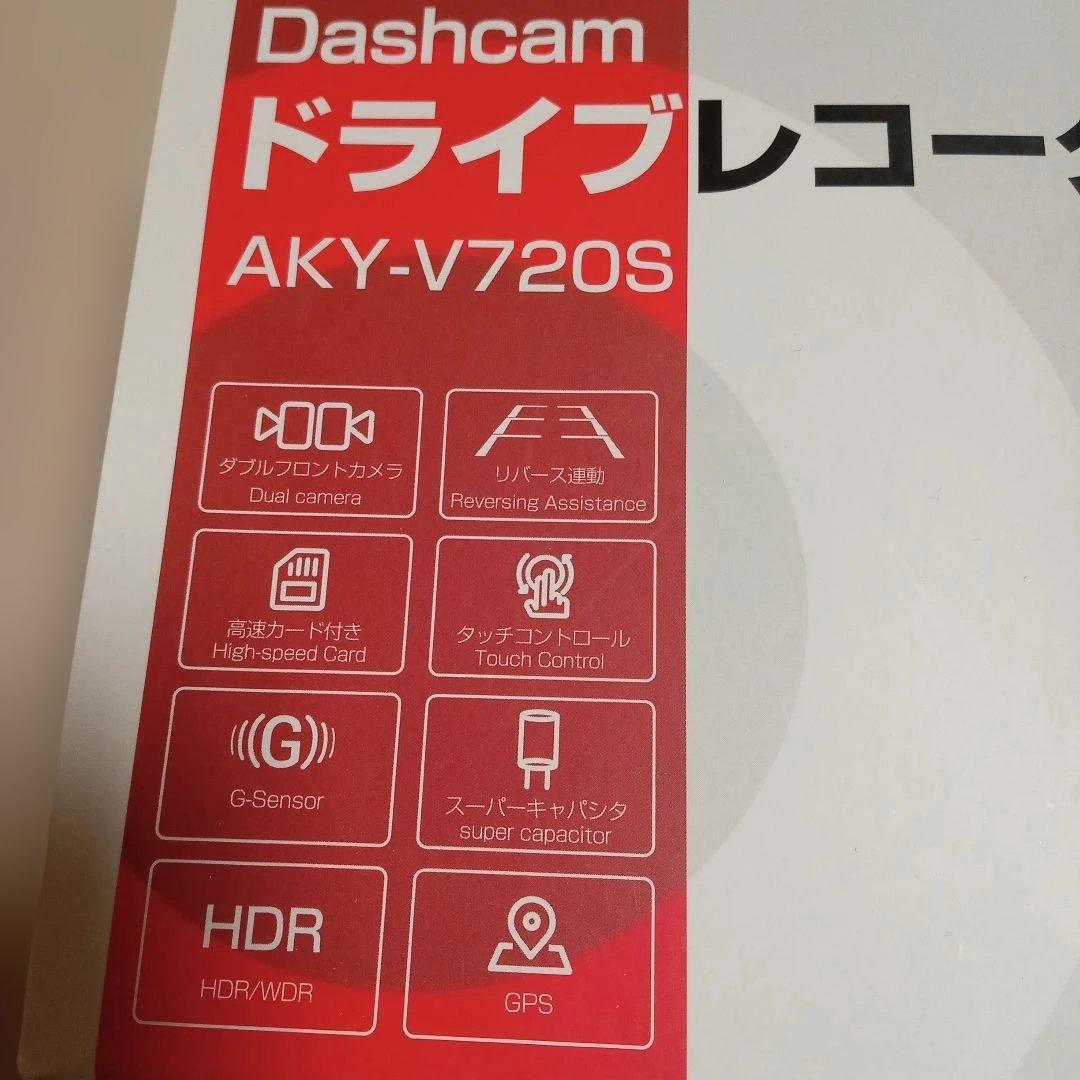 Dashcam
ドライブレコーダ
AKY-V720S
ダブルフロントカメラ
Dual camera
リバース連動
Reversing Assistance
高速カード付き
High-speed Card
タッチコントロール
Touch Control
G
G-Sensor
スーパーキャパシタ
super capacitor
HDR
HDR/WDR
GPS